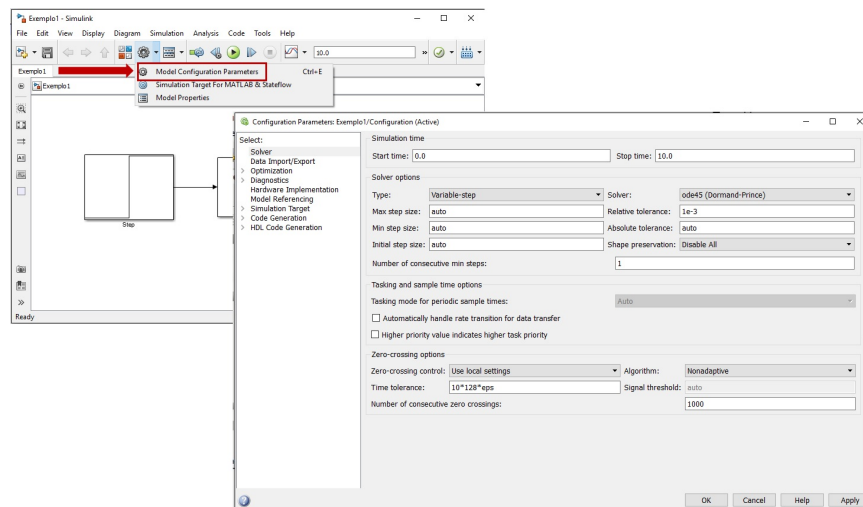 Exemplo1 - Simulink
File Edit View Display Diagram Simulation Analysis Code Tools Help
10.0
Exemplo1
Model Configuration Parameters Ctrl+E
Simulation Target For MATLAB & Stateflow
Model Properties
Exemplo1
Step
Ready
Configuration Parameters: Exemplo1/Configuration (Active)
Select:
Solver
Data Import/Export
Optimization
Diagnostics
Hardware Implementation
Model Referencing
Simulation Target
Code Generation
HDL Code Generation
Simulation time
Start time: 0.0 Stop time: 10.0
Solver options
Type: Variable-step Solver: ode45 (Dormand-Prince)
Max step size: auto Relative tolerance: 1e-3
Min step size: auto Absolute tolerance: auto
Initial step size: auto Shape preservation: Disable All
Number of consecutive min steps: 1
Tasking and sample time options
Tasking mode for periodic sample times: Auto
Automatically handle rate transition for data transfer
Higher priority value indicates higher task priority
Zero-crossing options
Zero-crossing control: Use local settings Algorithm: Nonadaptive
Time tolerance: 10*128*eps Signal threshold: auto
Number of consecutive zero crossings: 1000
OK Cancel Help Apply